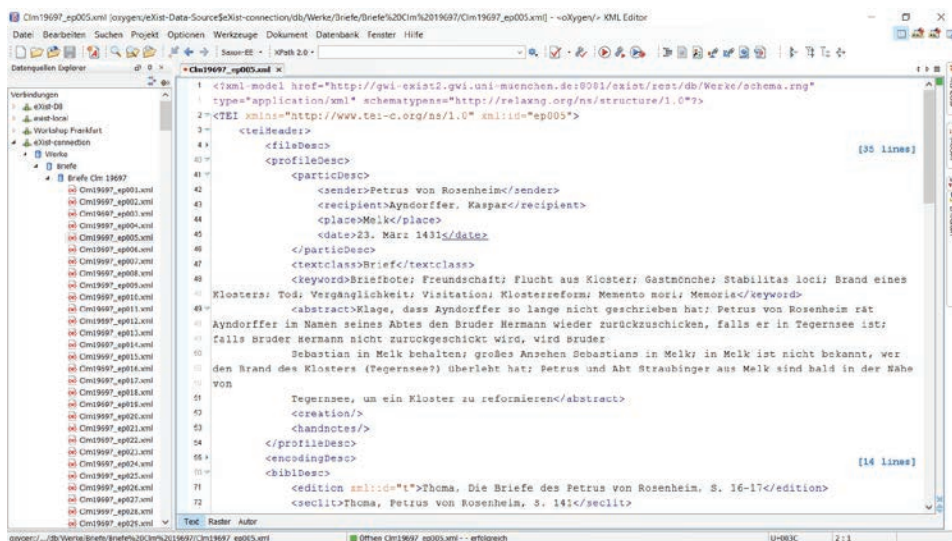 Clm19697_ep005.xml [oxygen:/eXist-Data-Source$eXist-connection/db/Werke/Briefe/Briefe%20Clm%2019697/Clm19697_ep005.xml] - <oXygen/> XML Editor
Datei Bearbeiten Suchen Projekt Optionen Werkzeuge Dokument Datenbank Fenster Hilfe
Saxon-EE XPath 2.0
Datenquellen Explorer
Clm19697_ep005.xml
Verbindungen
eXist-DB
exist-local
Workshop Frankfurt
eXist-connection
Werke
Briefe
Briefe Clm 19697
Clm19697_ep001.xml
Clm19697_ep002.xml
Clm19697_ep003.xml
Clm19697_ep004.xml
Clm19697_ep005.xml
Clm19697_ep006.xml
Clm19697_ep007.xml
Clm19697_ep008.xml
Clm19697_ep009.xml
Clm19697_ep010.xml
Clm19697_ep011.xml
Clm19697_ep012.xml
Clm19697_ep013.xml
Clm19697_ep014.xml
Clm19697_ep015.xml
Clm19697_ep016.xml
Clm19697_ep017.xml
Clm19697_ep018.xml
Clm19697_ep019.xml
Clm19697_ep020.xml
Clm19697_ep021.xml
Clm19697_ep022.xml
Clm19697_ep023.xml
Clm19697_ep024.xml
Clm19697_ep025.xml
Clm19697_ep026.xml
Clm19697_ep027.xml
Clm19697_ep028.xml
Clm19697_ep029.xml
1 <?xml-model href="http://gwi-exist2.gwi.uni-muenchen.de:8081/exist/rest/db/Werke/schema.rng"
type="application/xml" schematypens="http://relaxng.org/ns/structure/1.0"?>
2 <TEI xmlns="http://www.tei-c.org/ns/1.0" xml:id="ep005">
3 <teiHeader>
4 <fileDesc> [35 lines]
<profileDesc>
41 <particDesc>
42 <sender>Petrus von Rosenheim</sender>
43 <recipient>Ayndorffer, Kaspar</recipient>
44 <place>Melk</place>
45 <date>23. März 1431</date>
46 </particDesc>
47 <textclass>Brief</textclass>
48 <keyword>Briefbote; Freundschaft; Flucht aus Kloster; Gastmönche; Stabilitas loci; Brand eines
Klosters; Tod; Vergänglichkeit; Visitation; Klosterreform; Memento mori; Memoria</keyword>
49 <abstract>Klage, dass Ayndorffer so lange nicht geschrieben hat; Petrus von Rosenheim rät
Ayndorffer im Namen seines Abtes den Bruder Hermann wieder zurückzuschicken, falls er in Tegernsee ist;
falls Bruder Hermann nicht zurückgeschickt wird, wird Bruder
50 Sebastian in Melk behalten; großes Ansehen Sebastians in Melk; in Melk ist nicht bekannt, wer
den Brand des Klosters (Tegernsee?) überlebt hat; Petrus und Abt Straubinger aus Melk sind bald in der Nähe
von
51 Tegernsee, um ein Kloster zu reformieren</abstract>
<creation/>
53 <handnotes/>
54 </profileDesc>
55 <encodingDesc> [14 lines]
<biblDesc>
71 <edition xml:id="t">Thoma, Die Briefe des Petrus von Rosenheim, S. 16-17</edition>
72 <seclit>Thoma, Petrus von Rosenheim, S. 141</seclit>
Text Raster Autor
oxygen:/.../db/Werke/Briefe/Briefe%20Clm%2019697/Clm19697_ep005.xml Öffnen Clm19697_ep005.xml - - erfolgreich U+003C 2:1